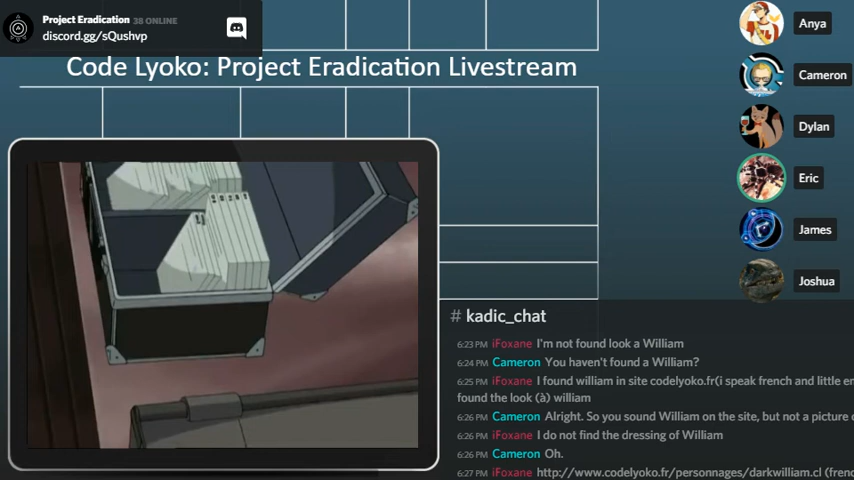 Project Eradication 38 ONLINE
discord.gg/sQushvp
Code Lyoko: Project Eradication Livestream
Anya
Cameron
Dylan
Eric
James
Joshua
# kadic_chat
6:23 PM iFoxane I'm not found look a William
6:24 PM Cameron You haven't found a William?
6:25 PM iFoxane I found william in site codelyoko.fr(i speak french and little en
found the look (à) william
6:26 PM Cameron Alright. So you sound William on the site, but not a picture o
6:26 PM iFoxane I do not find the dressing of William
6:26 PM Cameron Oh.
6:27 PM iFoxane http://www.codelyoko.fr/personnages/darkwilliam.cl (frenc